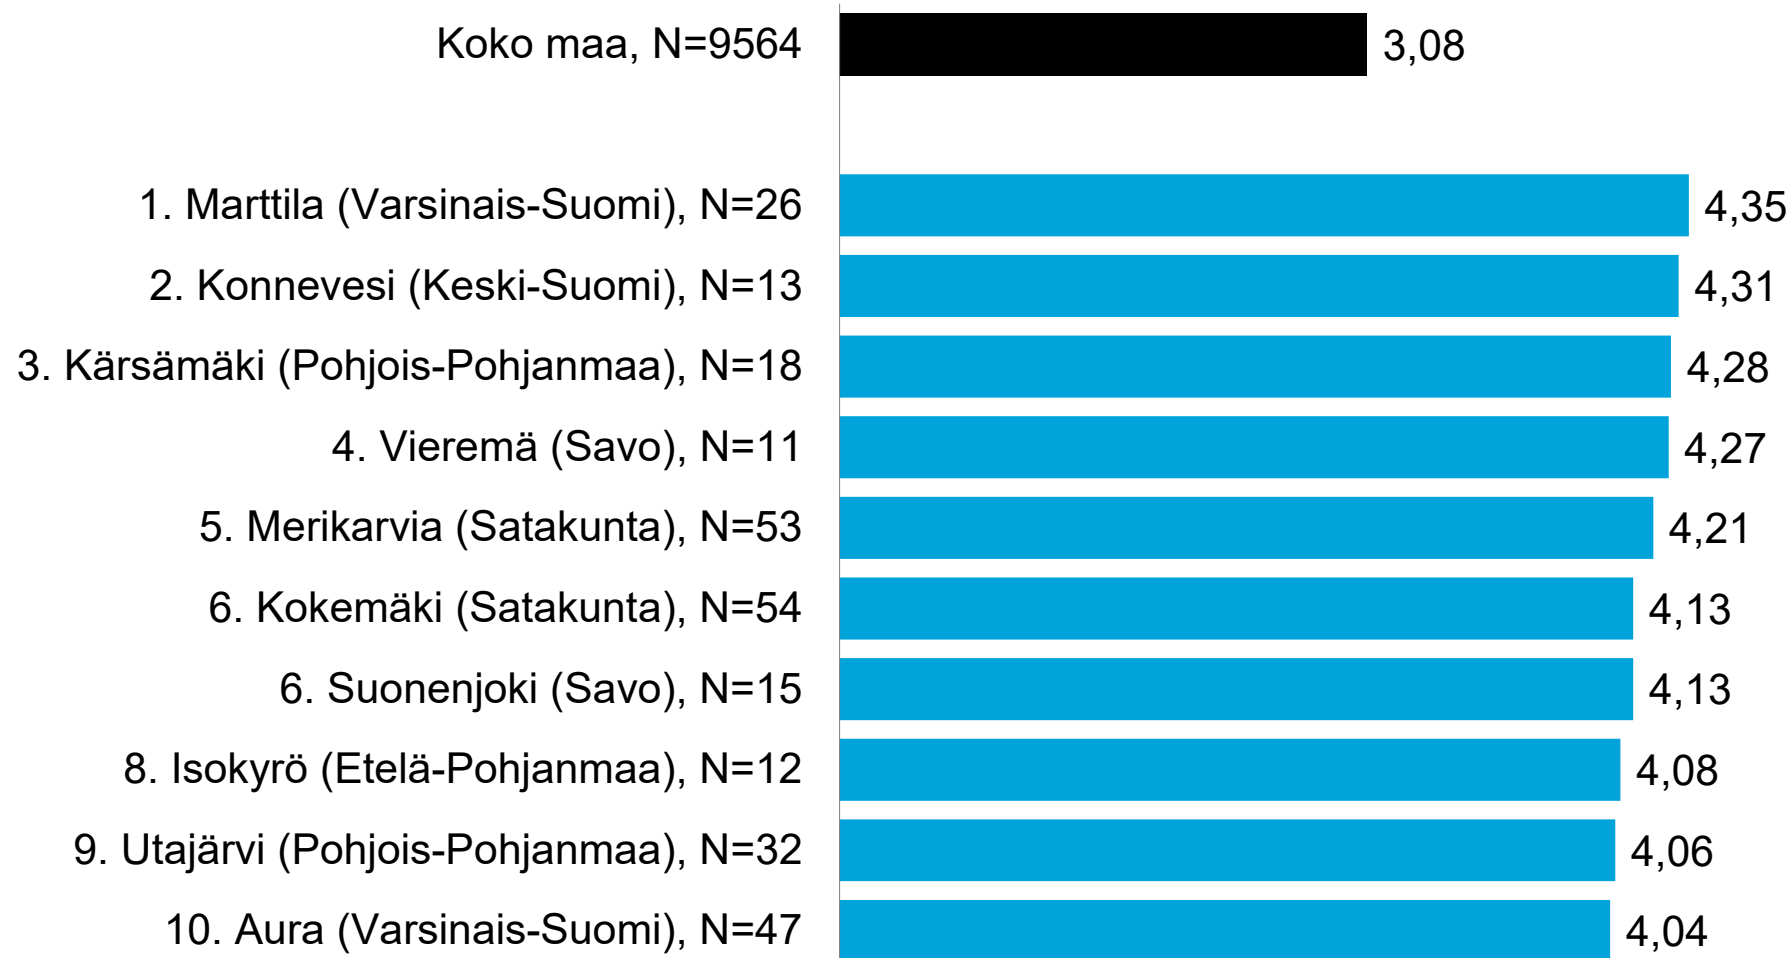 Koko maa, N=9564 3,08
1. Marttila (Varsinais-Suomi), N=26 4,35
2. Konnevesi (Keski-Suomi), N=13 4,31
3. Kärsämäki (Pohjois-Pohjanmaa), N=18 4,28
4. Vieremä (Savo), N=11 4,27
5. Merikarvia (Satakunta), N=53 4,21
6. Kokemäki (Satakunta), N=54 4,13
6. Suonenjoki (Savo), N=15 4,13
8. Isokyrö (Etelä-Pohjanmaa), N=12 4,08
9. Utajärvi (Pohjois-Pohjanmaa), N=32 4,06
10. Aura (Varsinais-Suomi), N=47 4,04